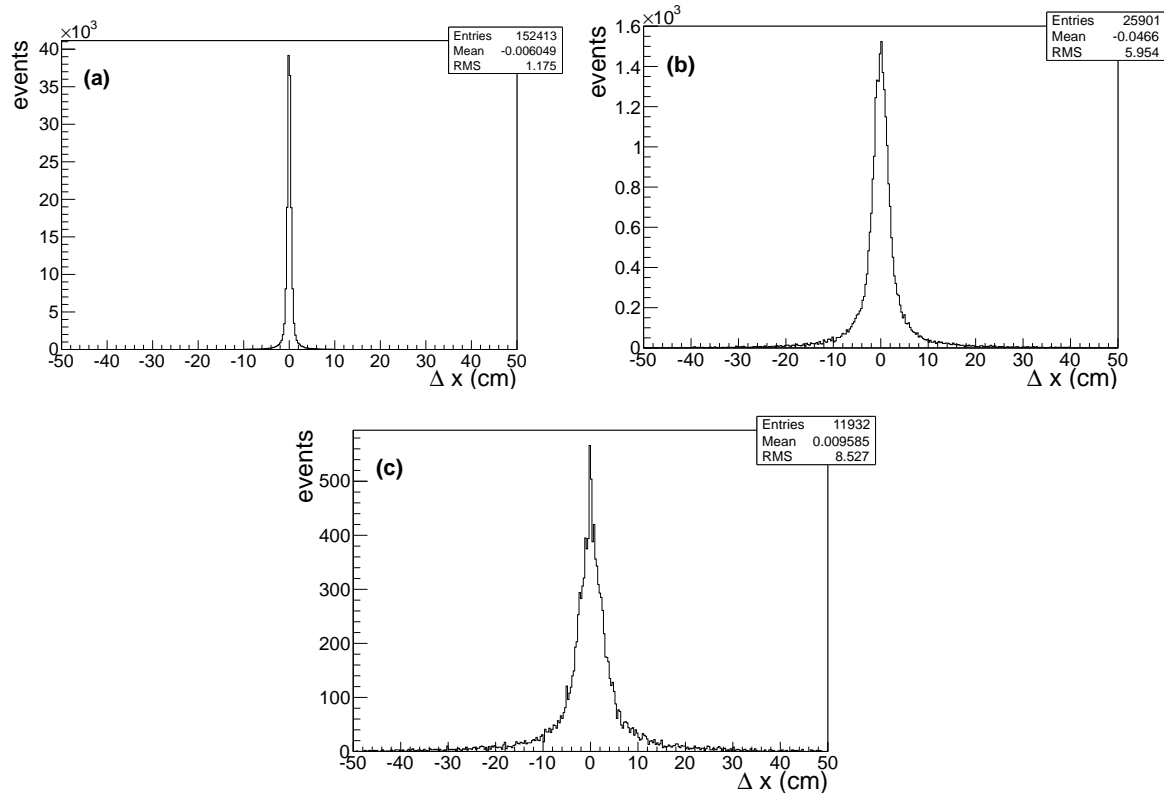 ×10³
Entries 152413
Mean -0.006049
RMS 1.175
(a)
events
40
35
30
25
20
15
10
5
0
-50 -40 -30 -20 -10 0 10 20 30 40 50
Δ x (cm)
×10³
Entries 25901
Mean -0.0466
RMS 5.954
(b)
events
1.6
1.4
1.2
1
0.8
0.6
0.4
0.2
0
-50 -40 -30 -20 -10 0 10 20 30 40 50
Δ x (cm)
Entries 11932
Mean 0.009585
RMS 8.527
(c)
events
500
400
300
200
100
0
-50 -40 -30 -20 -10 0 10 20 30 40 50
Δ x (cm)